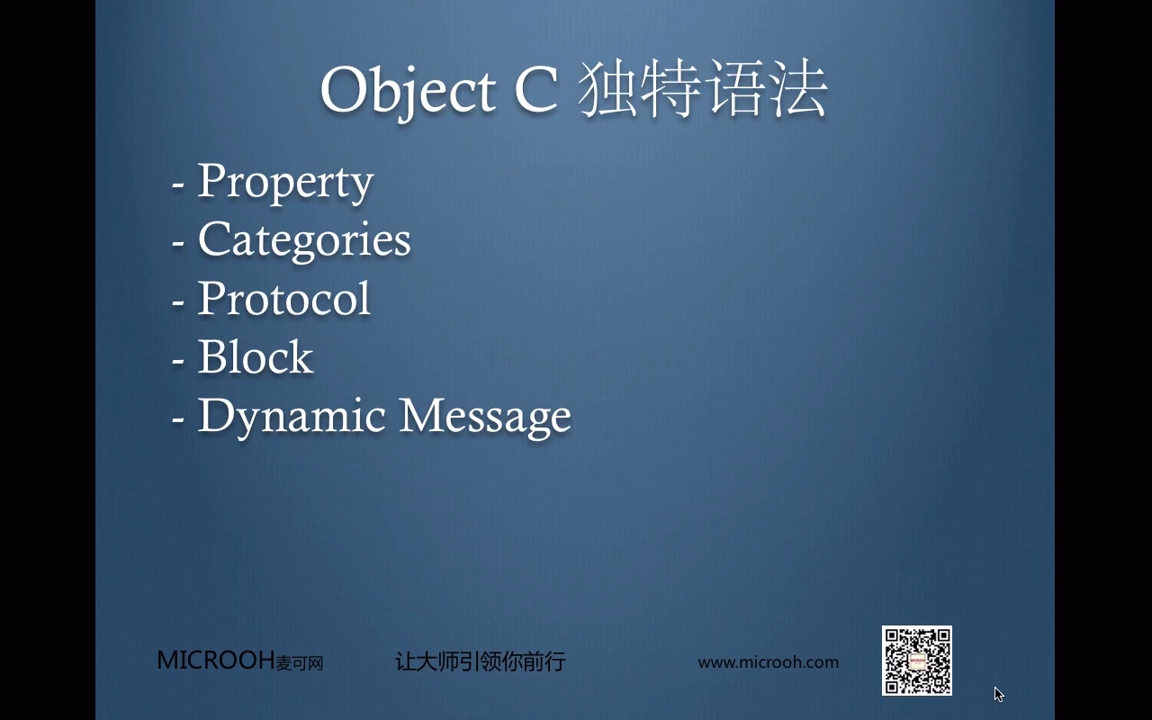 Object C 独特语法
- Property
- Categories
- Protocol
- Block
- Dynamic Message
MICROOH麦可网 让大师引领你前行 www.microoh.com